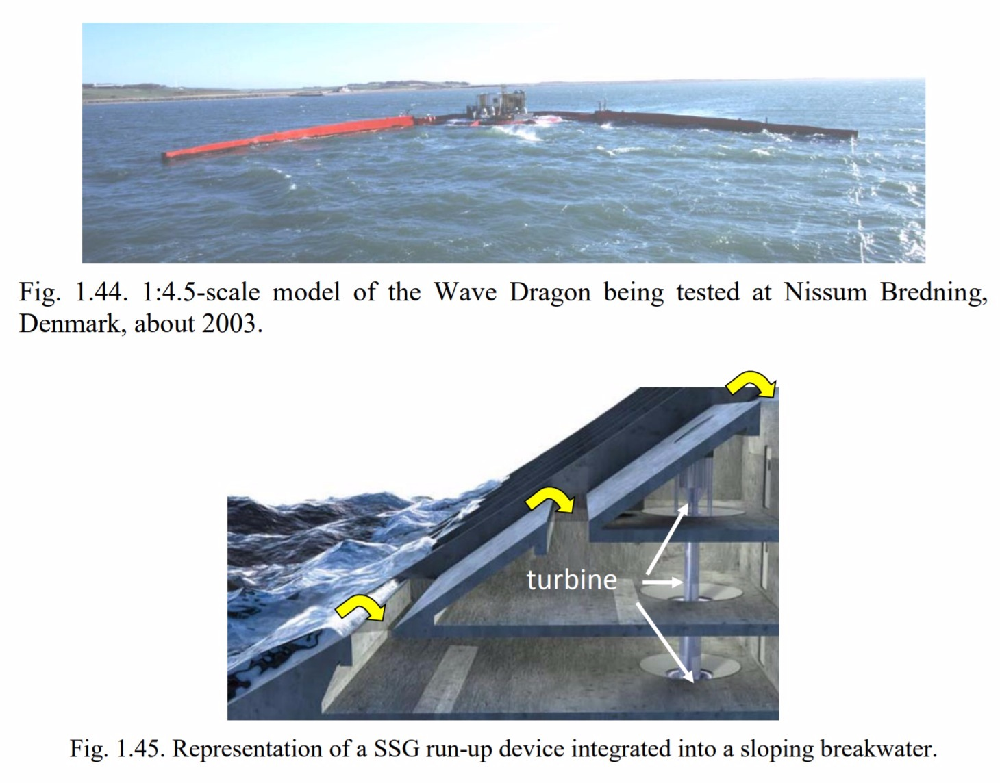 Fig. 1.44. 1:4.5-scale model of the Wave Dragon being tested at Nissum Bredning,
Denmark, about 2003.
turbine
Fig. 1.45. Representation of a SSG run-up device integrated into a sloping breakwater.